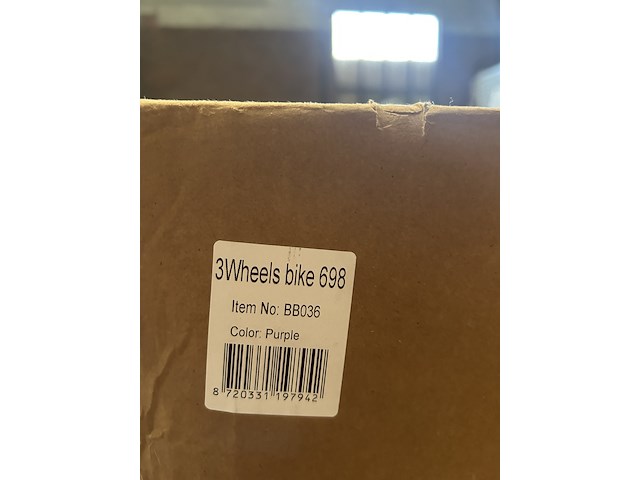 3Wheels bike 698
Item No: BB036
Color: Purple
8 720331 197942